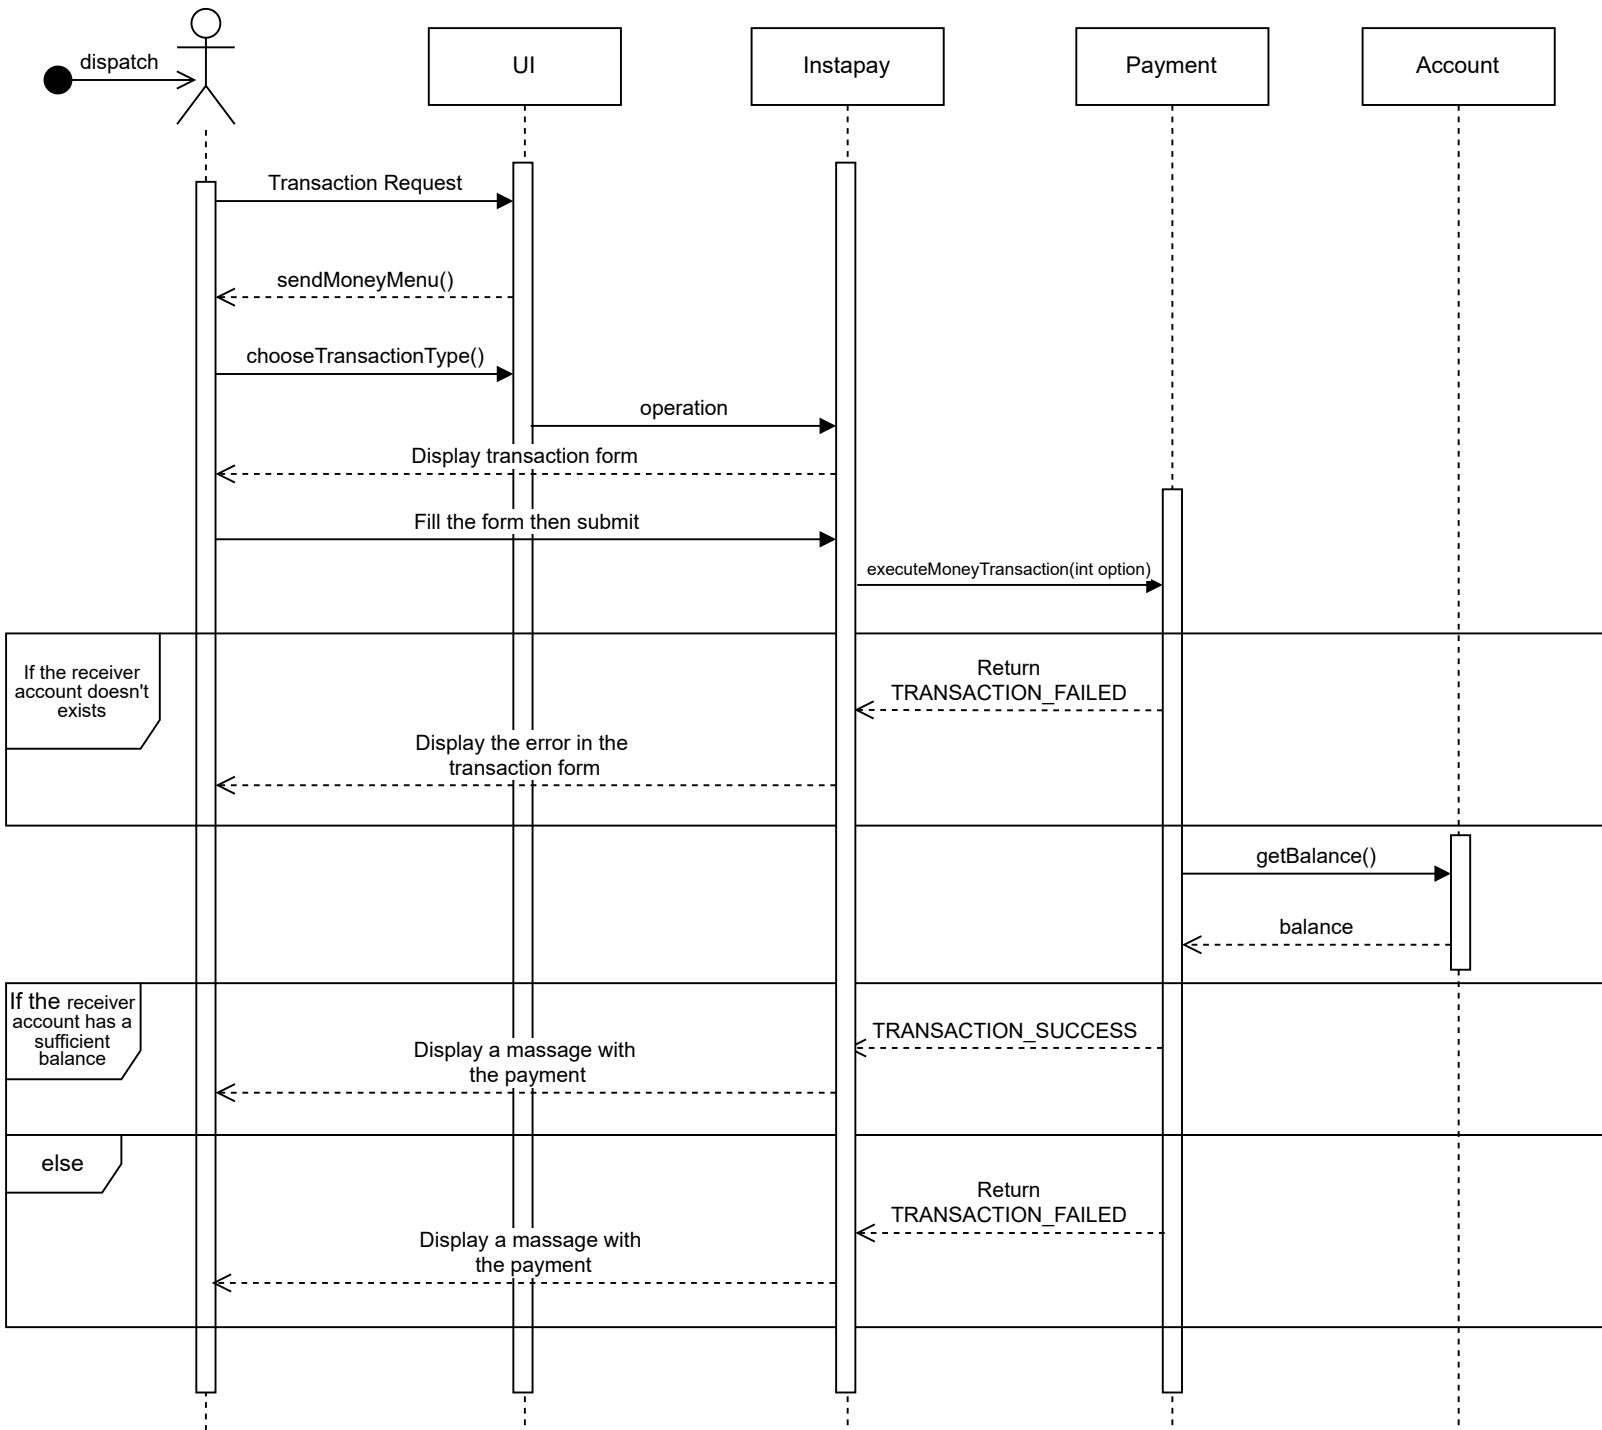 dispatch
UI
Instapay
Payment
Account
Transaction Request
sendMoneyMenu()
chooseTransactionType()
operation
Display transaction form
Fill the form then submit
executeMoneyTransaction(int option)
If the receiver
account doesn't
exists
Return
TRANSACTION_FAILED
Display the error in the
transaction form
getBalance()
balance
If the receiver
account has a
sufficient
balance
TRANSACTION_SUCCESS
Display a massage with
the payment
else
Return
TRANSACTION_FAILED
Display a massage with
the payment